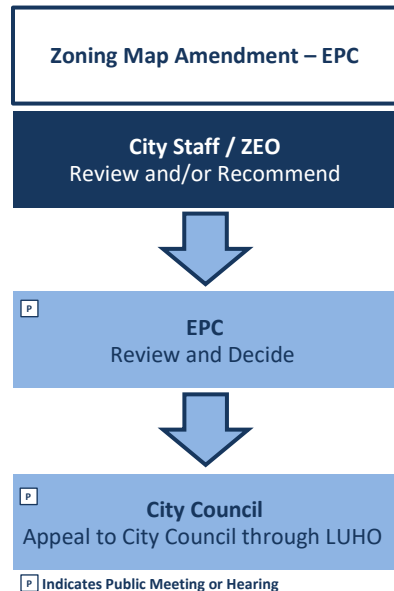 Zoning Map Amendment – EPC
City Staff / ZEO
Review and/or Recommend
P
EPC
Review and Decide
P
City Council
Appeal to City Council through LUHO
P Indicates Public Meeting or Hearing